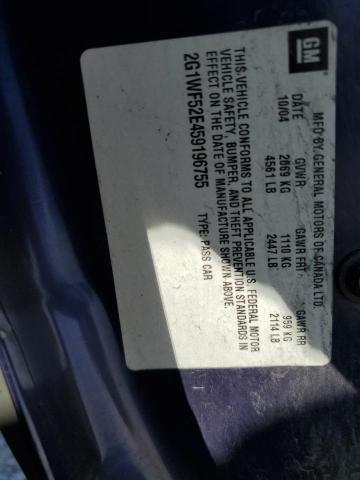 GM
MFD BY GENERAL MOTORS OF CANADA LTD.
DATE GVWR GAWR FRT GAWR RR
10/04 2069 KG 1110 KG 959 KG
4561 LB 2447 LB 2114 LB
THIS VEHICLE CONFORMS TO ALL APPLICABLE U.S. FEDERAL MOTOR
VEHICLE SAFETY, BUMPER, AND THEFT PREVENTION STANDARDS IN
EFFECT ON THE DATE OF MANUFACTURE SHOWN ABOVE.
2G1WF52E459196755 TYPE: PASS CAR